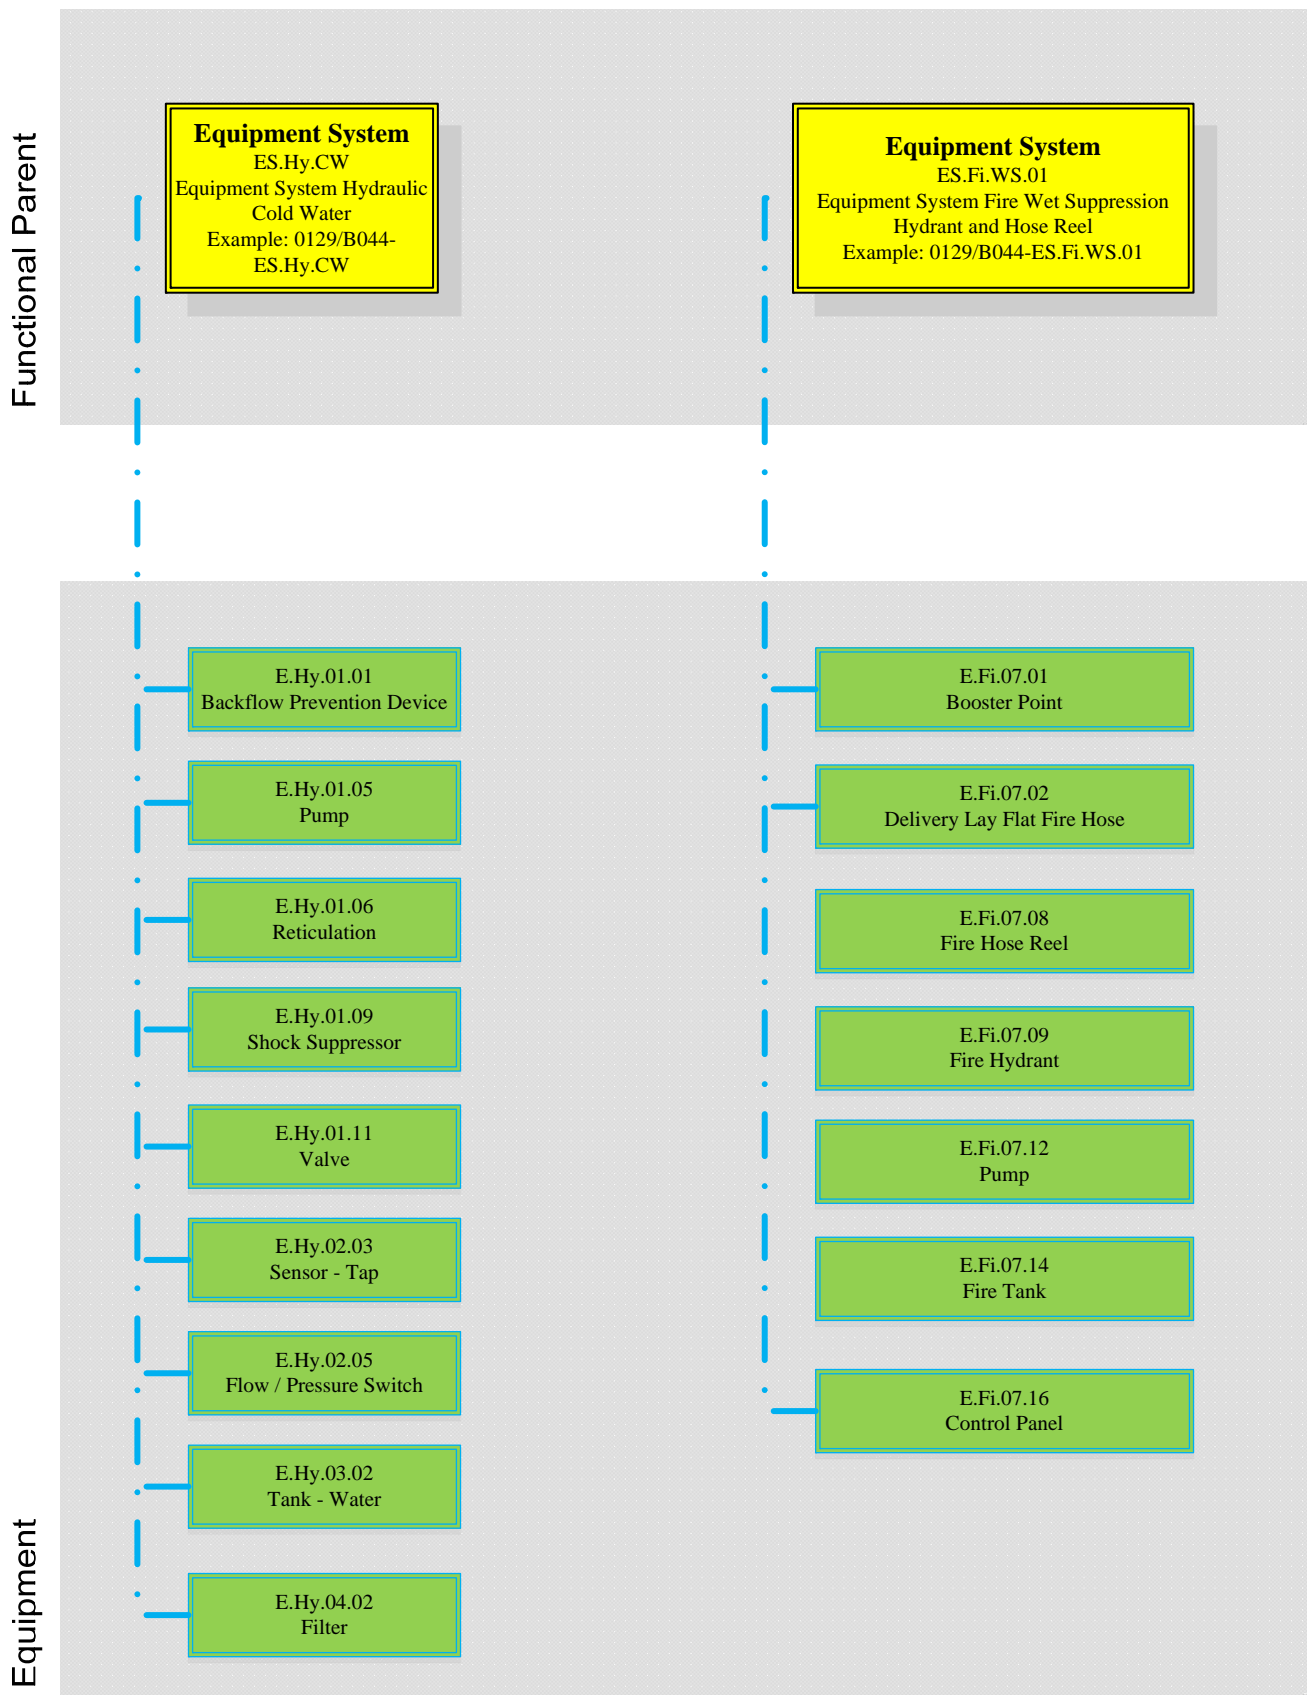 Functional Parent
Equipment System
ES.Hy.CW
Equipment System Hydraulic
Cold Water
Example: 0129/B044-
ES.Hy.CW
Equipment System
ES.Fi.WS.01
Equipment System Fire Wet Suppression
Hydrant and Hose Reel
Example: 0129/B044-ES.Fi.WS.01
Equipment
E.Hy.01.01
Backflow Prevention Device
E.Hy.01.05
Pump
E.Hy.01.06
Reticulation
E.Hy.01.09
Shock Suppressor
E.Hy.01.11
Valve
E.Hy.02.03
Sensor - Tap
E.Hy.02.05
Flow / Pressure Switch
E.Hy.03.02
Tank - Water
E.Hy.04.02
Filter
E.Fi.07.01
Booster Point
E.Fi.07.02
Delivery Lay Flat Fire Hose
E.Fi.07.08
Fire Hose Reel
E.Fi.07.09
Fire Hydrant
E.Fi.07.12
Pump
E.Fi.07.14
Fire Tank
E.Fi.07.16
Control Panel